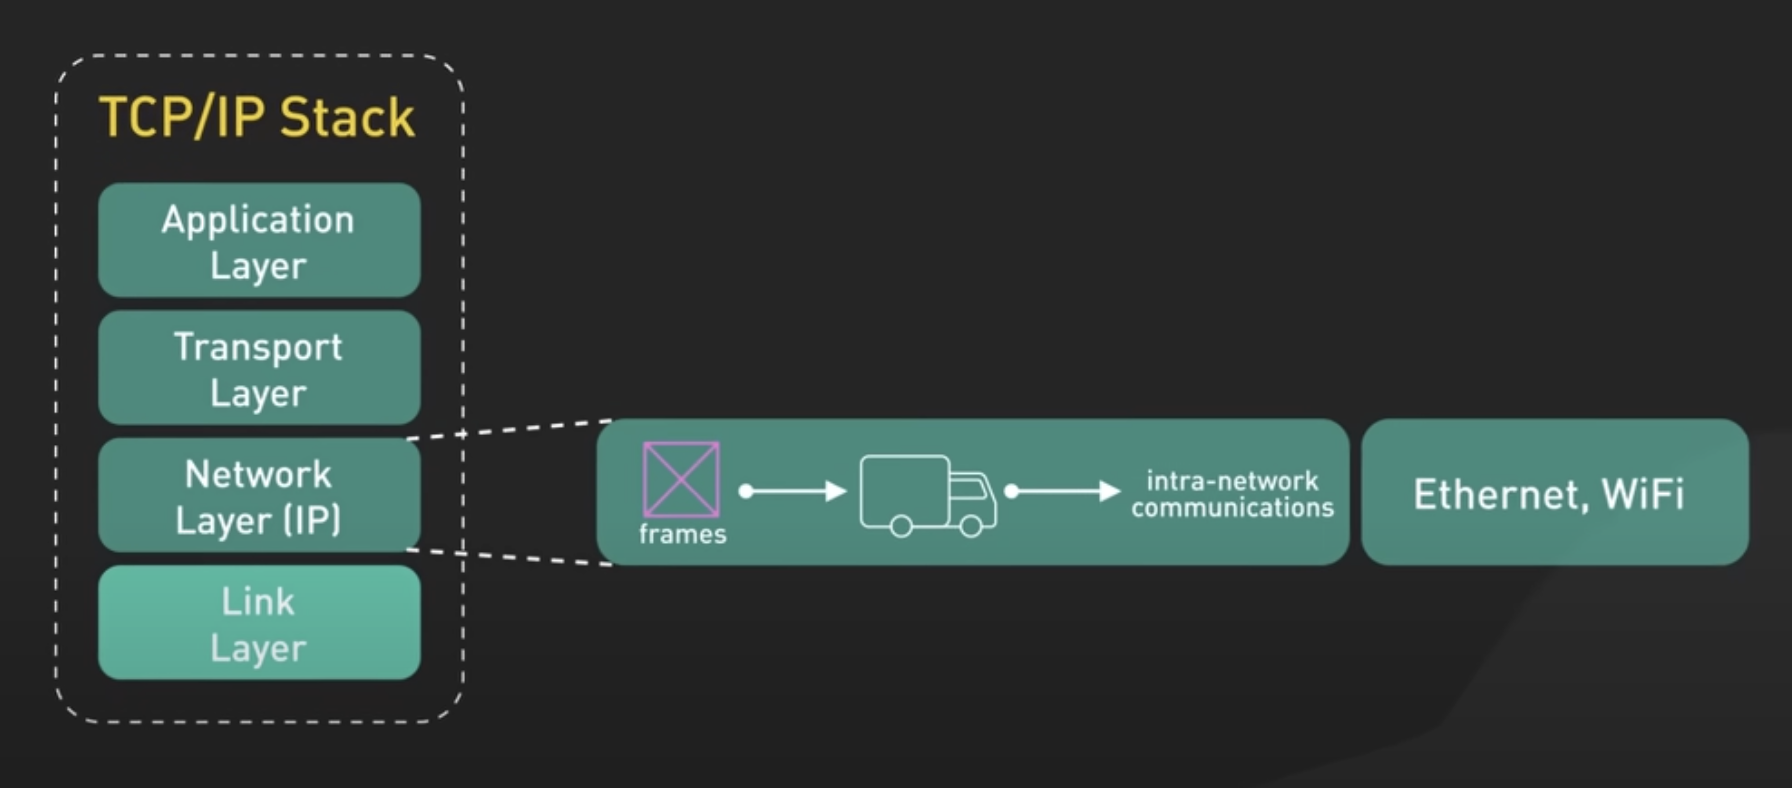 TCP/IP Stack
Application
Layer
Transport
Layer
Network
Layer (IP)
Link
Layer
frames
intra-network
communications
Ethernet, WiFi